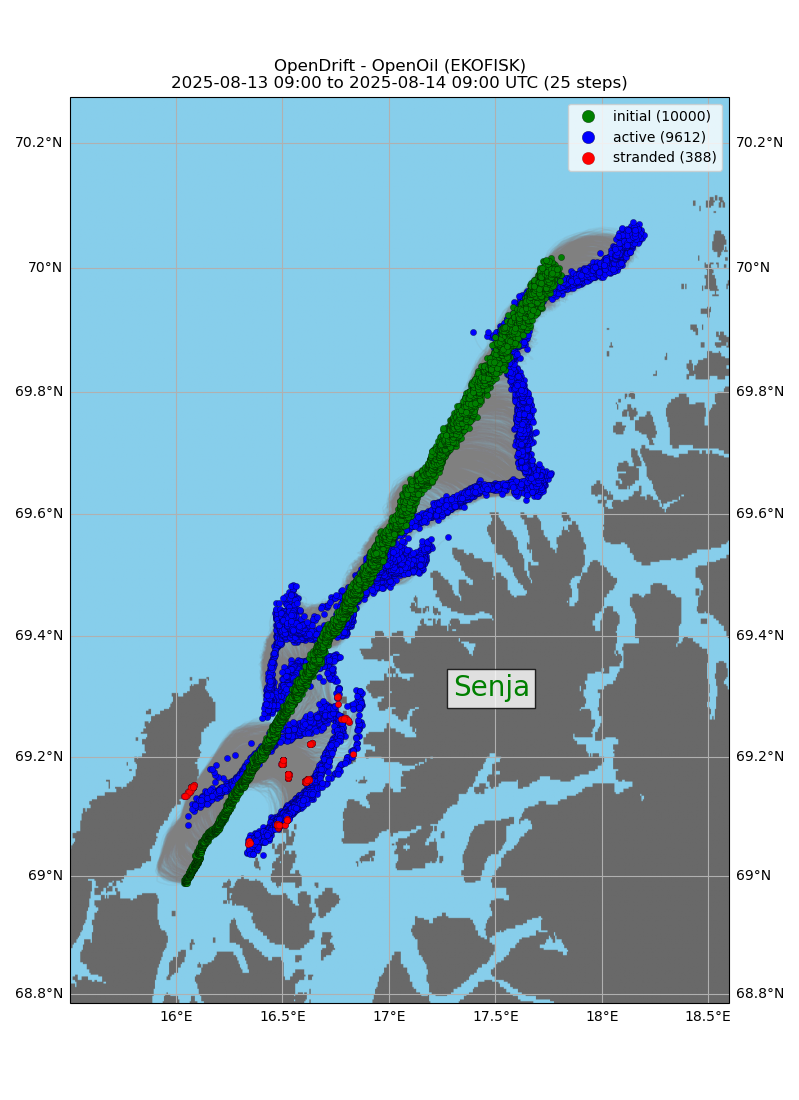 OpenDrift - OpenOil (EKOFISK)
2025-08-13 09:00 to 2025-08-14 09:00 UTC (25 steps)
initial (10000)
active (9612)
stranded (388)
70.2°N 70.2°N
70°N 70°N
69.8°N 69.8°N
69.6°N 69.6°N
69.4°N 69.4°N
Senja
69.2°N 69.2°N
69°N 69°N
68.8°N 68.8°N
16°E 16.5°E 17°E 17.5°E 18°E 18.5°E